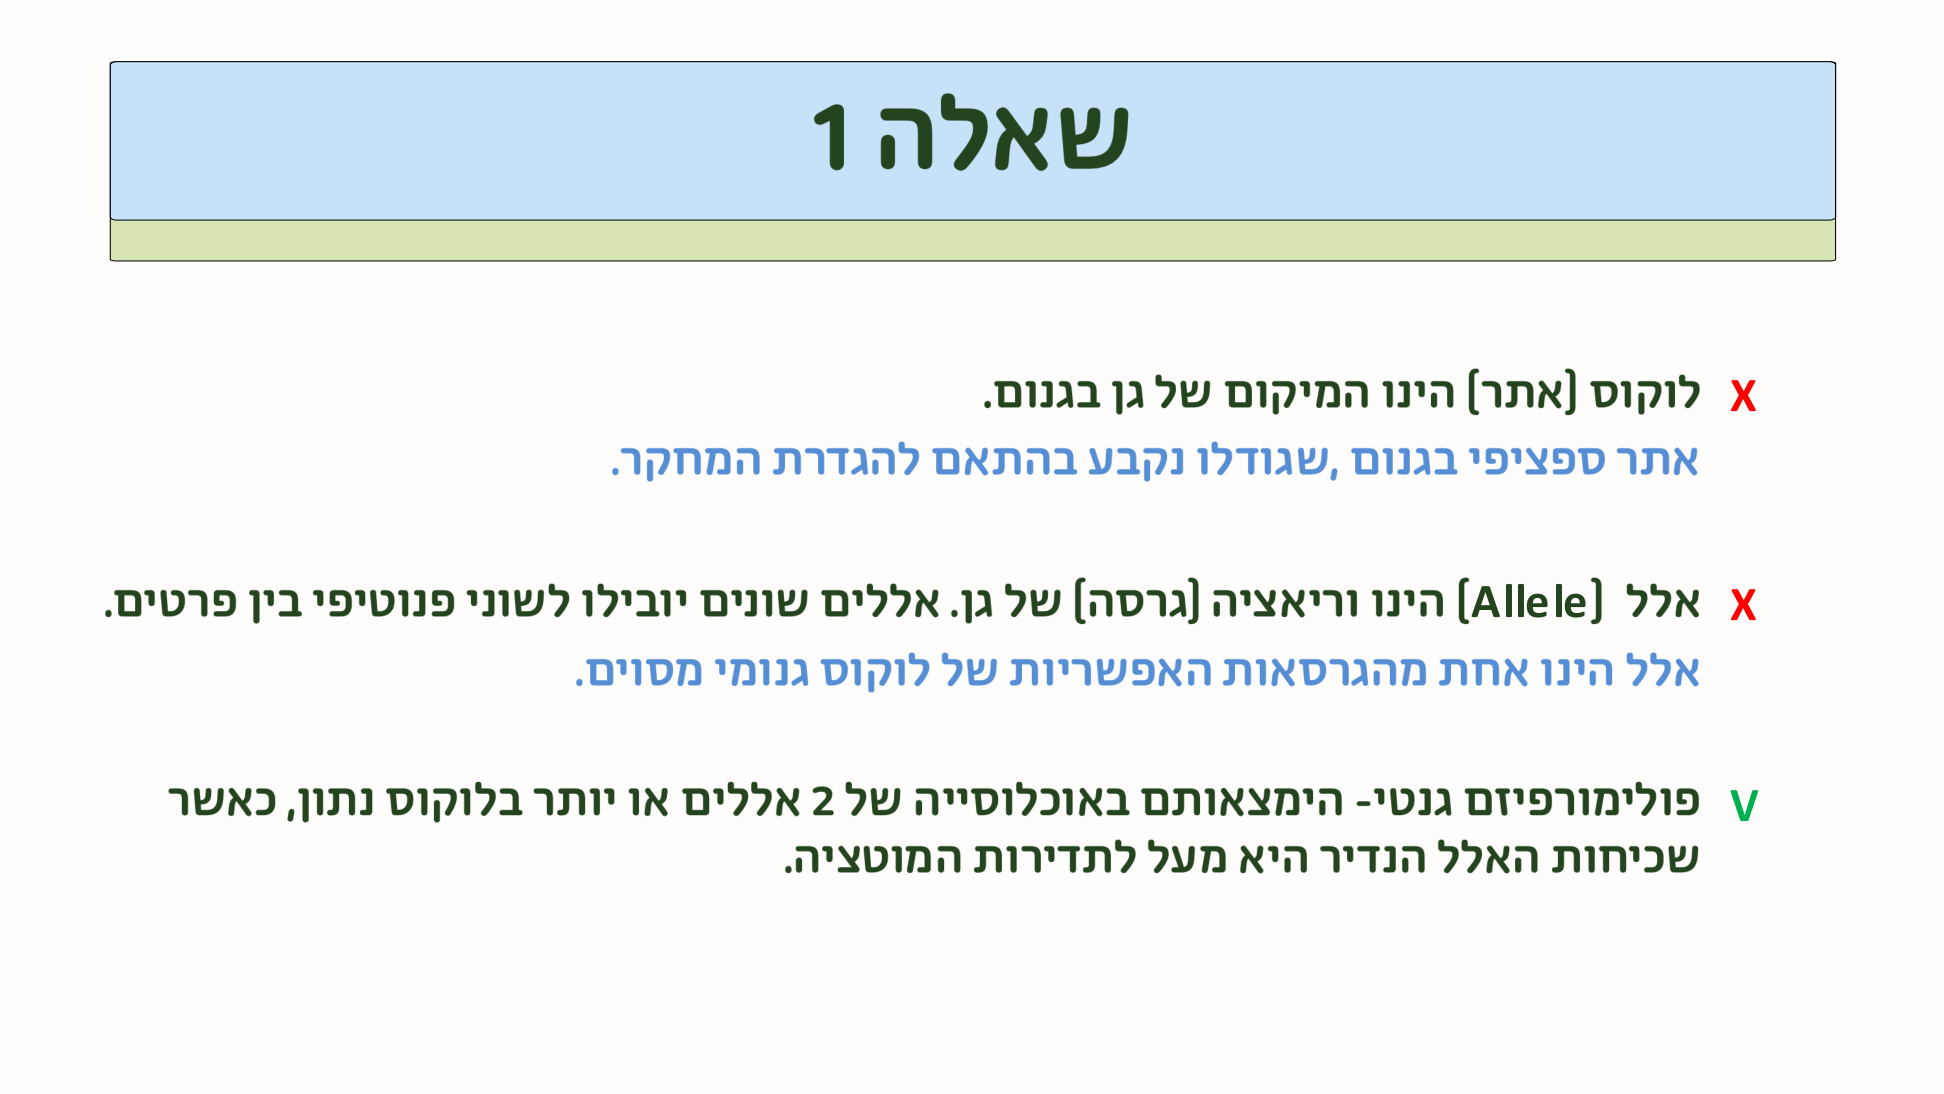 שאלה 1
X לוקוס (אתר) הינו המיקום של גן בגנום.
אתר ספציפי בגנום ,שגודלו נקבע בהתאם להגדרת המחקר.
X אלל (Allele) הינו וריאציה (גרסה) של גן. אללים שונים יובילו לשוני פנוטיפי בין פרטים.
אלל הינו אחת מהגרסאות האפשריות של לוקוס גנומי מסוים.
V פולימורפיזם גנטי- הימצאותם באוכלוסייה של 2 אללים או יותר בלוקוס נתון, כאשר
שכיחות האלל הנדיר היא מעל לתדירות המוטציה.